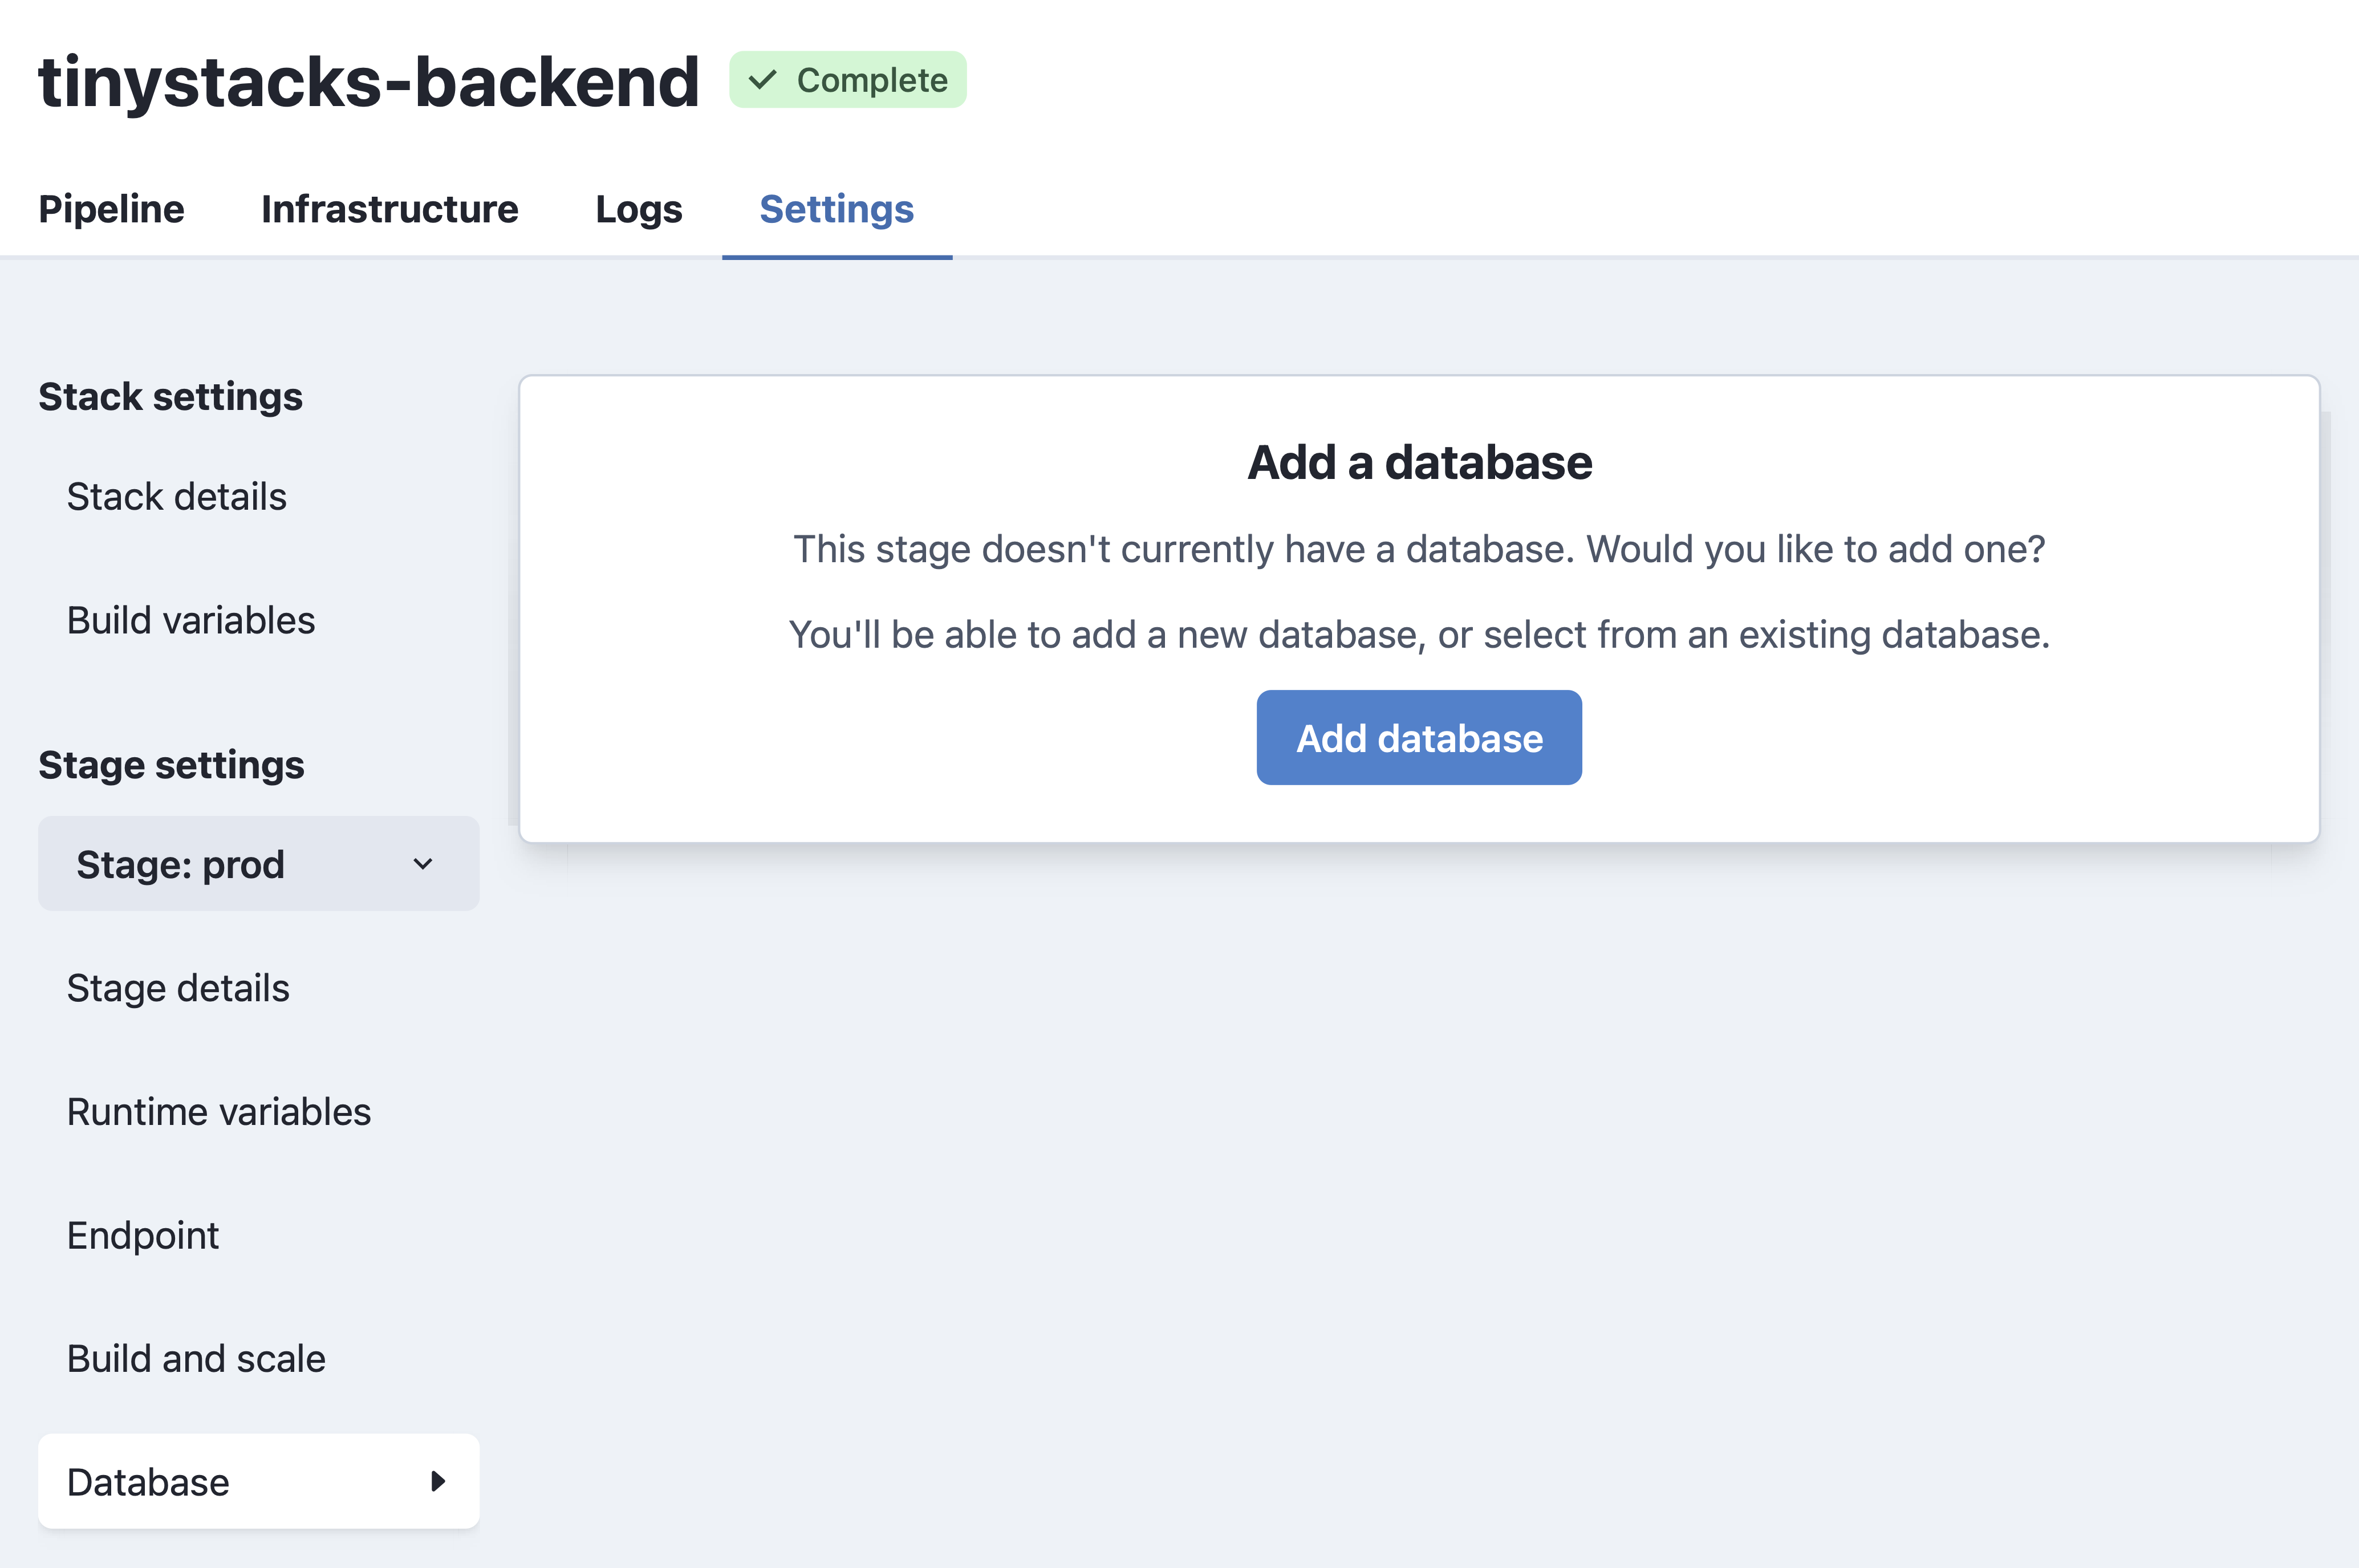 tinystacks-backend
Complete
Pipeline
Infrastructure
Logs
Settings
Stack settings
Stack details
Build variables
Stage settings
Stage: prod
Stage details
Runtime variables
Endpoint
Build and scale
Database
Add a database
This stage doesn't currently have a database. Would you like to add one?
You'll be able to add a new database, or select from an existing database.
Add database